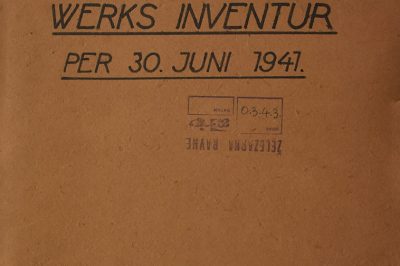 WERKS INVENTUR
PER 30. JUNI 1941.
0.3.4.3.
ŽELEZARNA RAVNE